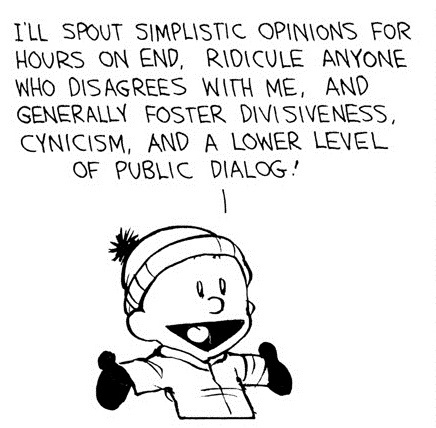 I'LL SPOUT SIMPLISTIC OPINIONS FOR
HOURS ON END, RIDICULE ANYONE
WHO DISAGREES WITH ME, AND
GENERALLY FOSTER DIVISIVENESS,
CYNICISM, AND A LOWER LEVEL
OF PUBLIC DIALOG!